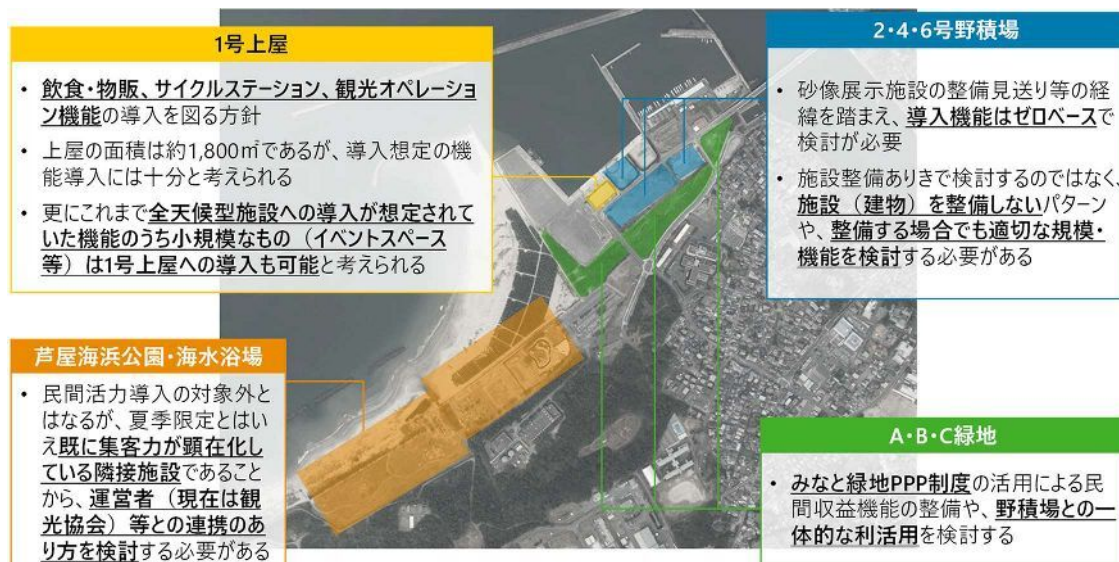 1号上屋
• 飲食・物販、サイクルステーション、観光オペレーショ
ン機能の導入を図る方針
• 上屋の面積は約1,800㎡であるが、導入想定の機
能導入には十分と考えられる
• 更にこれまで全天候型施設への導入が想定されて
いた機能のうち小規模なもの（イベントスペース
等）は1号上屋への導入も可能と考えられる
2・4・6号野積場
• 砂像展示施設の整備見送り等の経
緯を踏まえ、導入機能はゼロベースで
検討が必要
• 施設整備ありきで検討するのではなく、
施設（建物）を整備しないパターン
や、整備する場合でも適切な規模・
機能を検討する必要がある
芦屋海浜公園・海水浴場
• 民間活力導入の対象外と
はなるが、夏季限定とはい
え既に集客力が顕在化し
ている隣接施設であること
から、運営者（現在は観
光協会）等との連携のあ
り方を検討する必要がある
A・B・C緑地
• みなと緑地PPP制度の活用による民
間収益機能の整備や、野積場との一
体的な利活用を検討する